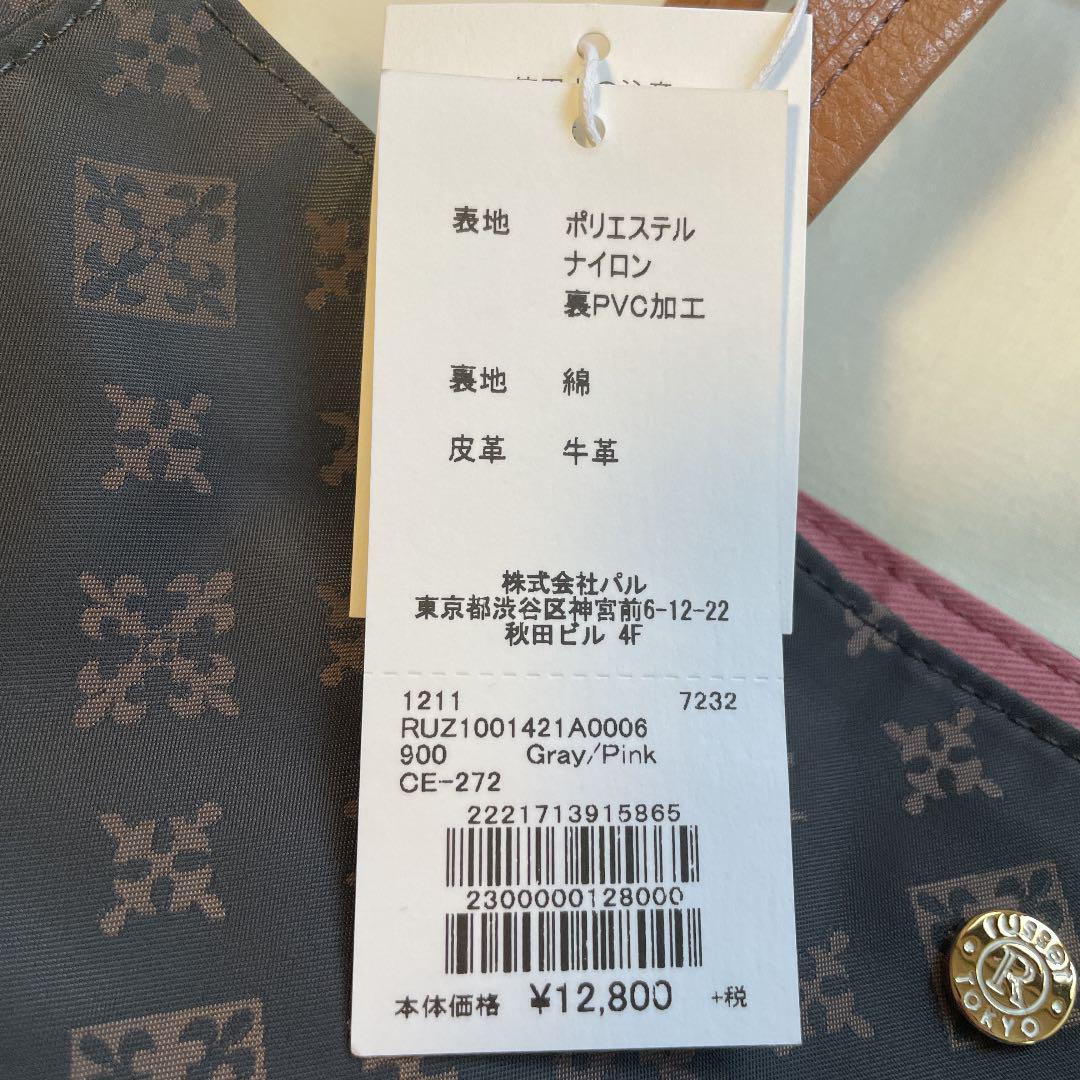 表地 ポリエステル
ナイロン
裏PVC加工
裏地 綿
皮革 牛革
株式会社パル
東京都渋谷区神宮前6-12-22
秋田ビル 4F
1211 7232
RUZ1001421A0006
900 Gray/Pink
CE-272
2221713915865
2300000128000
本体価格 ¥12,800 +税
russet
R
TOKYO